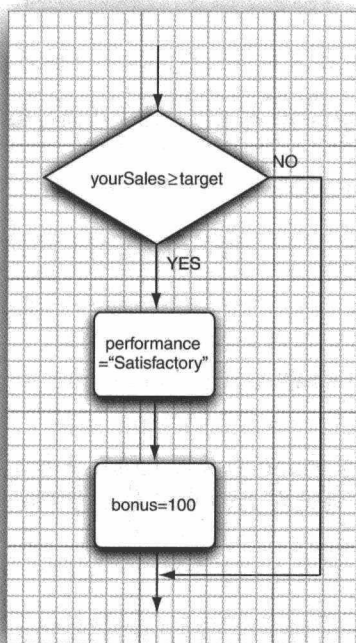 yourSales≥target
NO
YES
performance
=“Satisfactory”
bonus=100